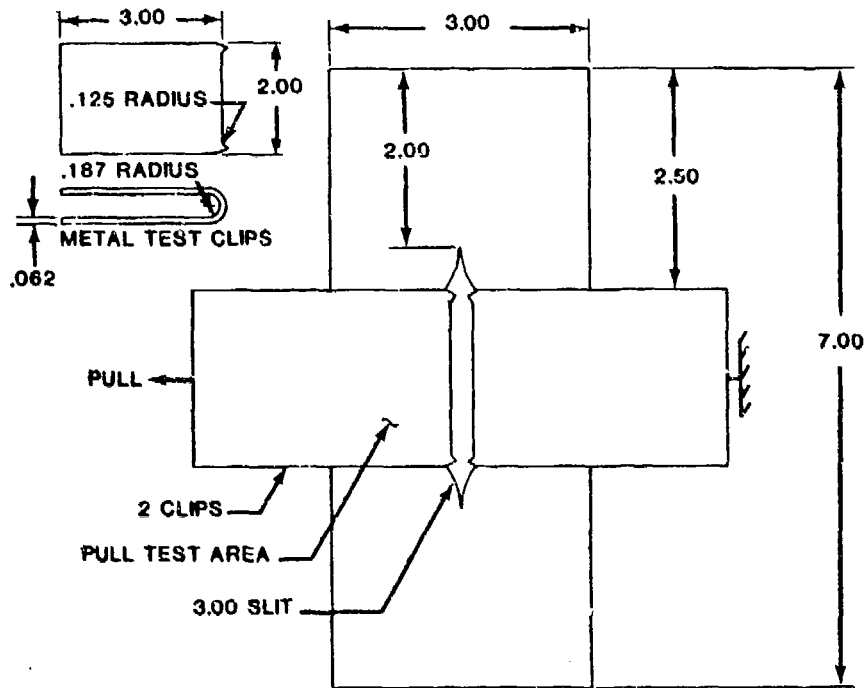 3.00
3.00
.125 RADIUS
2.00
.187 RADIUS
2.00
2.50
METAL TEST CLIPS
.062
7.00
PULL
2 CLIPS
PULL TEST AREA
3.00 SLIT